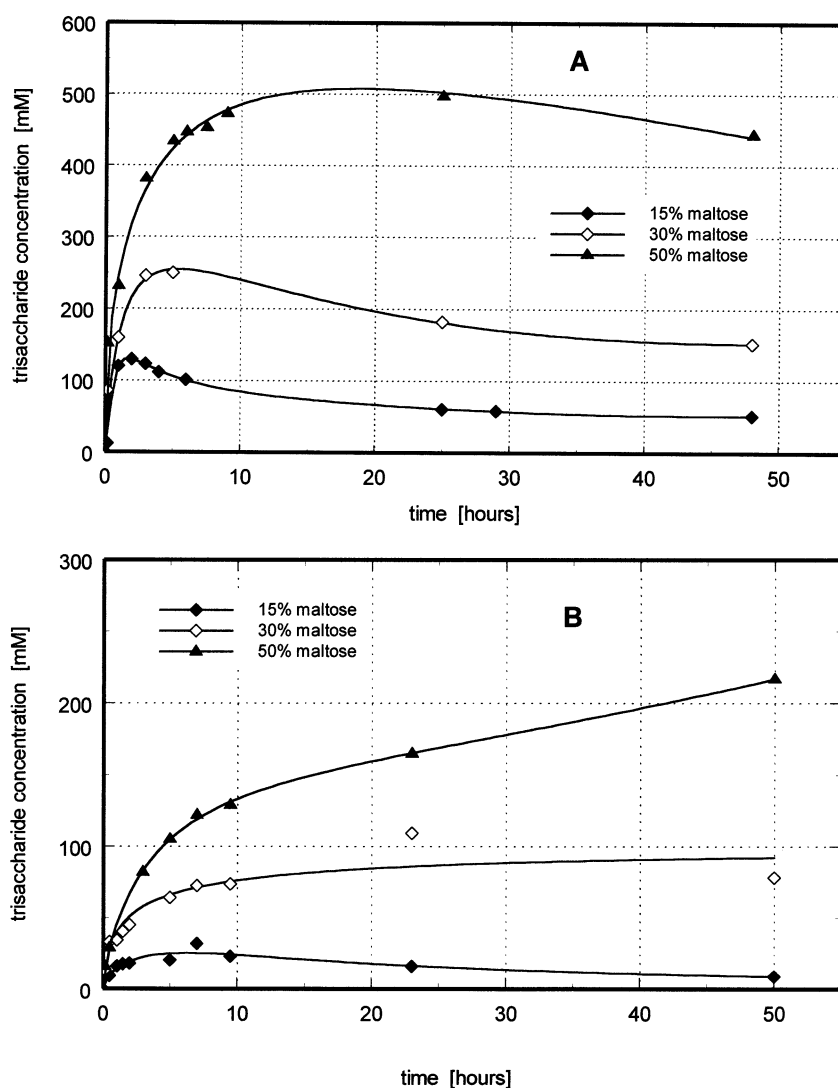 A
600
500
400
300
200
100
0
trisaccharide concentration [mM]
15% maltose
30% maltose
50% maltose
0 10 20 30 40 50
time [hours]
B
300
200
100
0
trisaccharide concentration [mM]
15% maltose
30% maltose
50% maltose
0 10 20 30 40 50
time [hours]